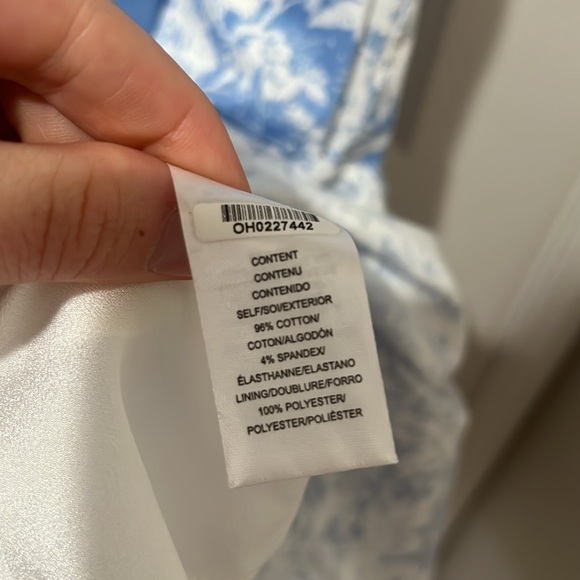 OH0227442
CONTENT
CONTENU
CONTENIDO
SELF/SOI/EXTERIOR
96% COTTON/
COTON/ALGODÓN
4% SPANDEX/
ÉLASTHANNE/ELASTANO
LINING/DOUBLURE/FORRO
100% POLYESTER/
POLYESTER/POLIÉSTER